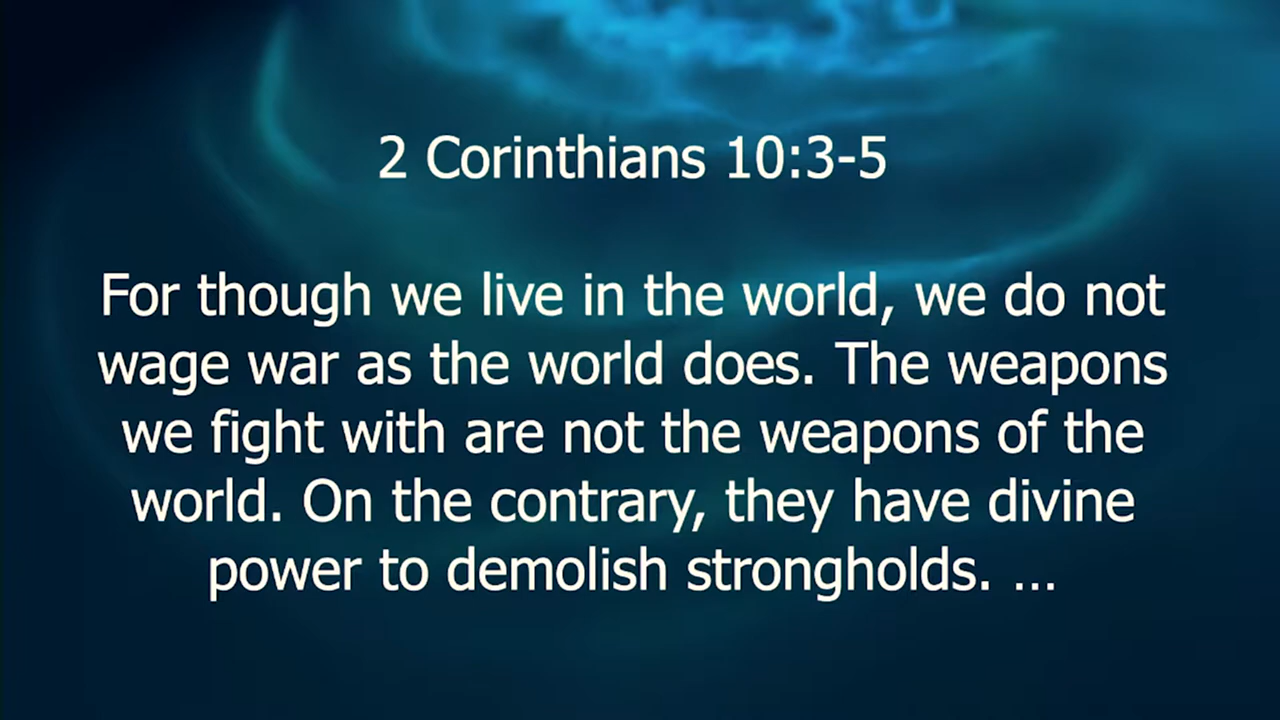 2 Corinthians 10:3-5
For though we live in the world, we do not
wage war as the world does. The weapons
we fight with are not the weapons of the
world. On the contrary, they have divine
power to demolish strongholds. ...